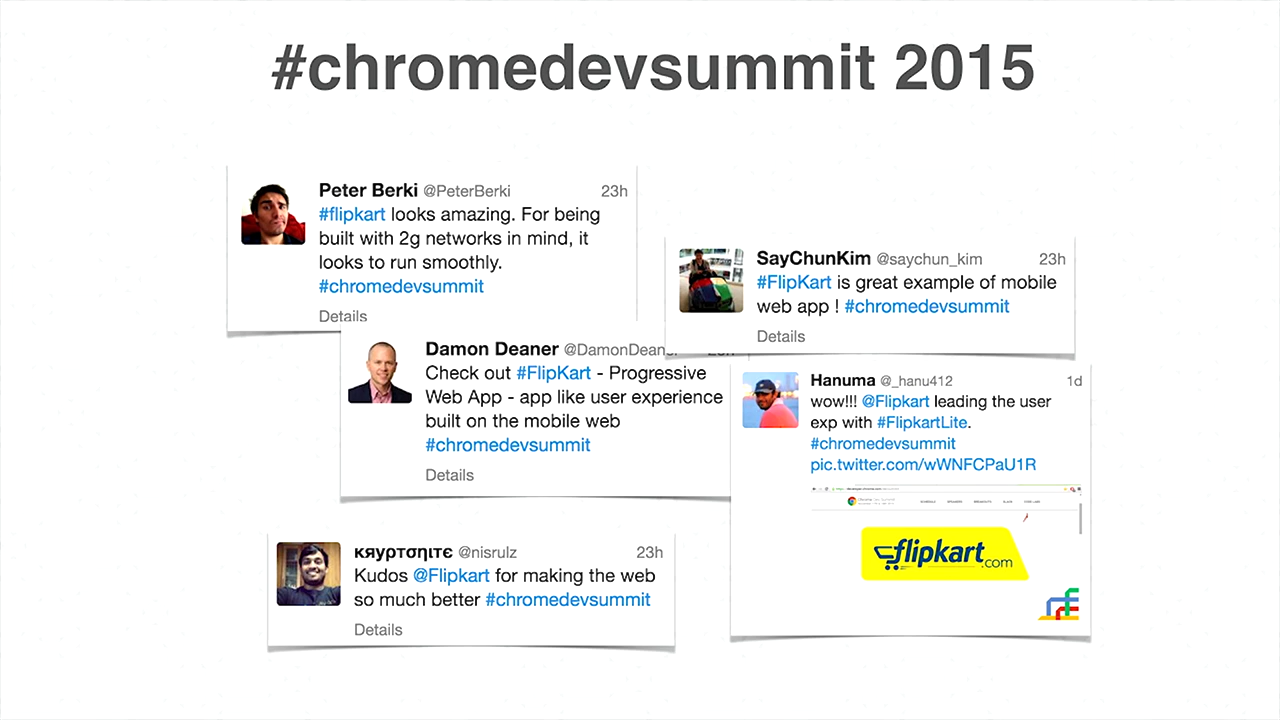 #chromedevsummit 2015
Peter Berki @PeterBerki 23h
#flipkart looks amazing. For being
built with 2g networks in mind, it
looks to run smoothly.
#chromedevsummit
Details
SayChunKim @saychun_kim 23h
#FlipKart is great example of mobile
web app ! #chromedevsummit
Details
Damon Deaner @DamonDeaner
Check out #FlipKart - Progressive
Web App - app like user experience
built on the mobile web
#chromedevsummit
Details
Hanuma @_hanu412 1d
wow!!! @Flipkart leading the user
exp with #FlipkartLite.
#chromedevsummit
pic.twitter.com/wWNFCPaU1R
flipkart.com
кяyρтσηιтє @nisrulz 23h
Kudos @Flipkart for making the web
so much better #chromedevsummit
Details